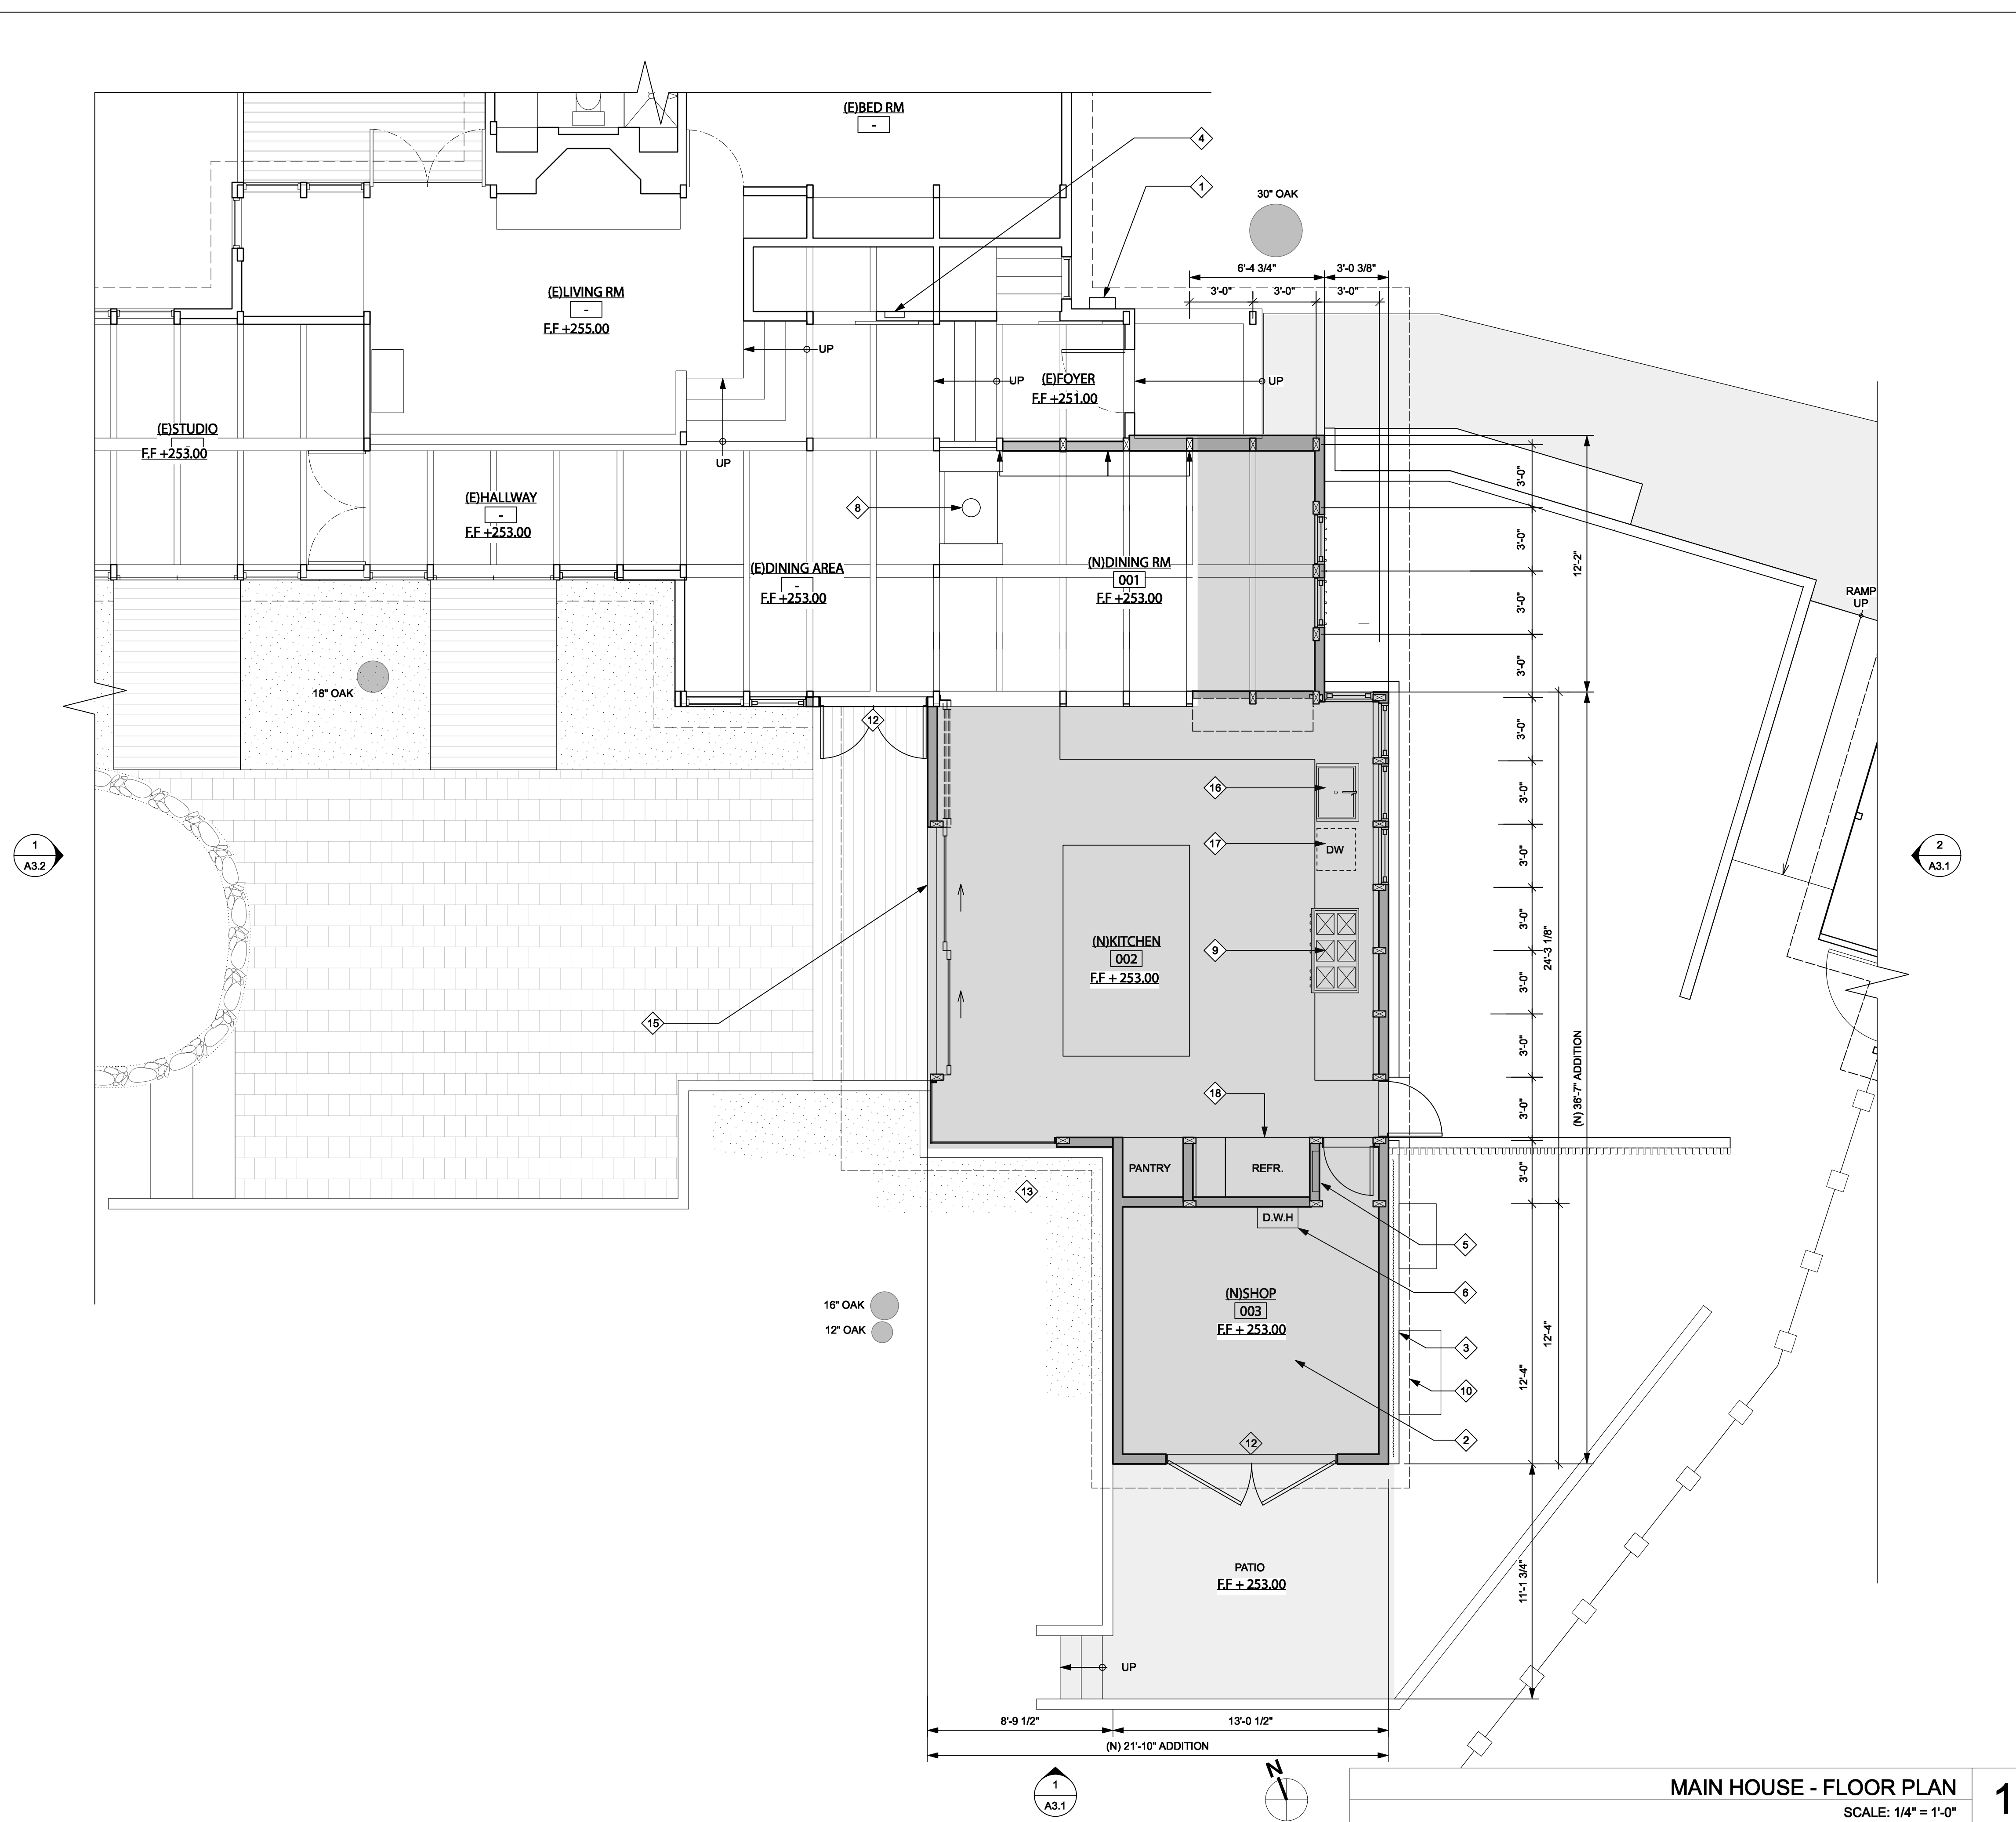 (E)BED RM
-
4
1
30" OAK
6'-4 3/4"
3'-0 3/8"
3'-0"
3'-0"
3'-0"
(E)LIVING RM
-
F.F +255.00
UP
UP
(E)FOYER
F.F +251.00
UP
(E)STUDIO
-
F.F +253.00
UP
(E)HALLWAY
-
F.F +253.00
8
(E)DINING AREA
-
F.F +253.00
(N)DINING RM
001
F.F +253.00
3'-0"
3'-0"
3'-0"
3'-0"
12'-2"
RAMP
UP
18" OAK
12
3'-0"
3'-0"
3'-0"
3'-0"
3'-0"
3'-0"
3'-0"
3'-0"
24'-3 1/8"
(N) 36'-7" ADDITION
16
17
DW
1
A3.2
2
A3.1
(N)KITCHEN
002
F.F + 253.00
9
15
18
PANTRY
REFR.
13
D.W.H
5
6
(N)SHOP
003
F.F + 253.00
16" OAK
12" OAK
3
10
2
12
12'-4"
12'-4"
PATIO
F.F + 253.00
11'-1 3/4"
UP
8'-9 1/2"
13'-0 1/2"
(N) 21'-10" ADDITION
1
A3.1
N
MAIN HOUSE - FLOOR PLAN
SCALE: 1/4" = 1'-0"
1